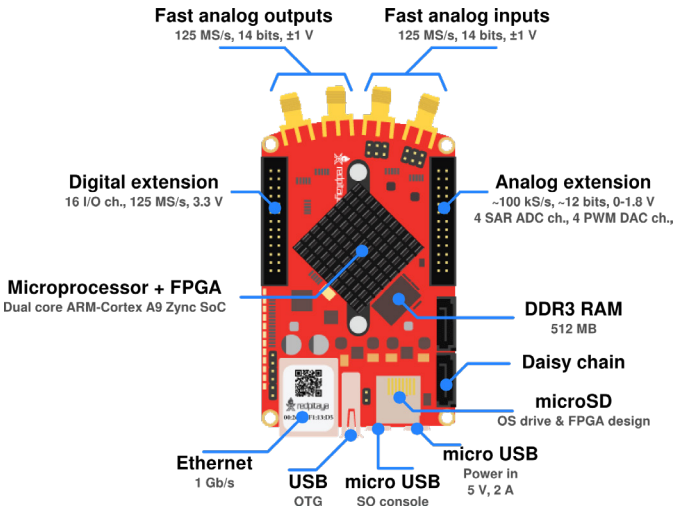 Fast analog outputs
125 MS/s, 14 bits, ±1 V
Fast analog inputs
125 MS/s, 14 bits, ±1 V
redpitaya
Digital extension
16 I/O ch., 125 MS/s, 3.3 V
Analog extension
~100 kS/s, ~12 bits, 0-1.8 V
4 SAR ADC ch., 4 PWM DAC ch.,
Microprocessor + FPGA
Dual core ARM-Cortex A9 Zync SoC
DDR3 RAM
512 MB
Daisy chain
microSD
OS drive & FPGA design
redpitaya
Ethernet
1 Gb/s
USB
OTG
micro USB
SO console
micro USB
Power in
5 V, 2 A